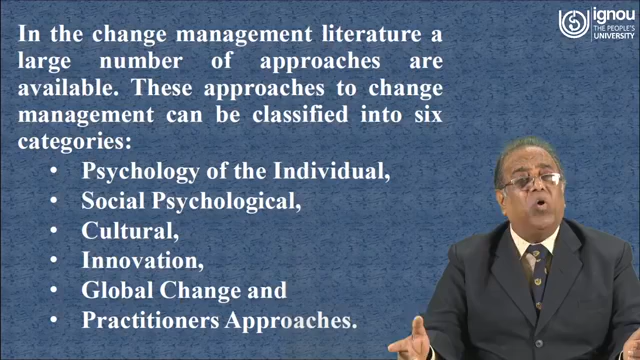 ignou
THE PEOPLE'S
UNIVERSITY
In the change management literature a
large number of approaches are
available. These approaches to change
management can be classified into six
categories:
• Psychology of the Individual,
• Social Psychological,
• Cultural,
• Innovation,
• Global Change and
• Practitioners Approaches.